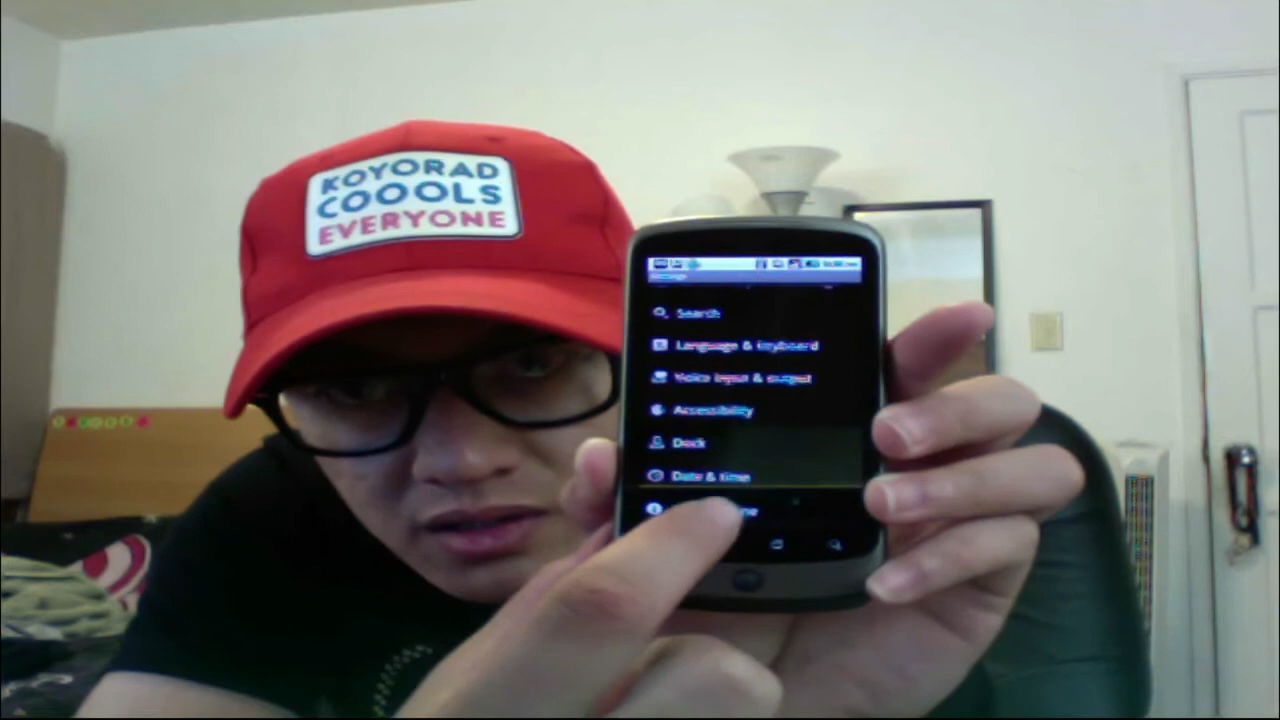 KOYORAD
COOOLS
EVERYONE
Search
Language & keyboard
Voice input & output
Accessibility
Dock
Date & time